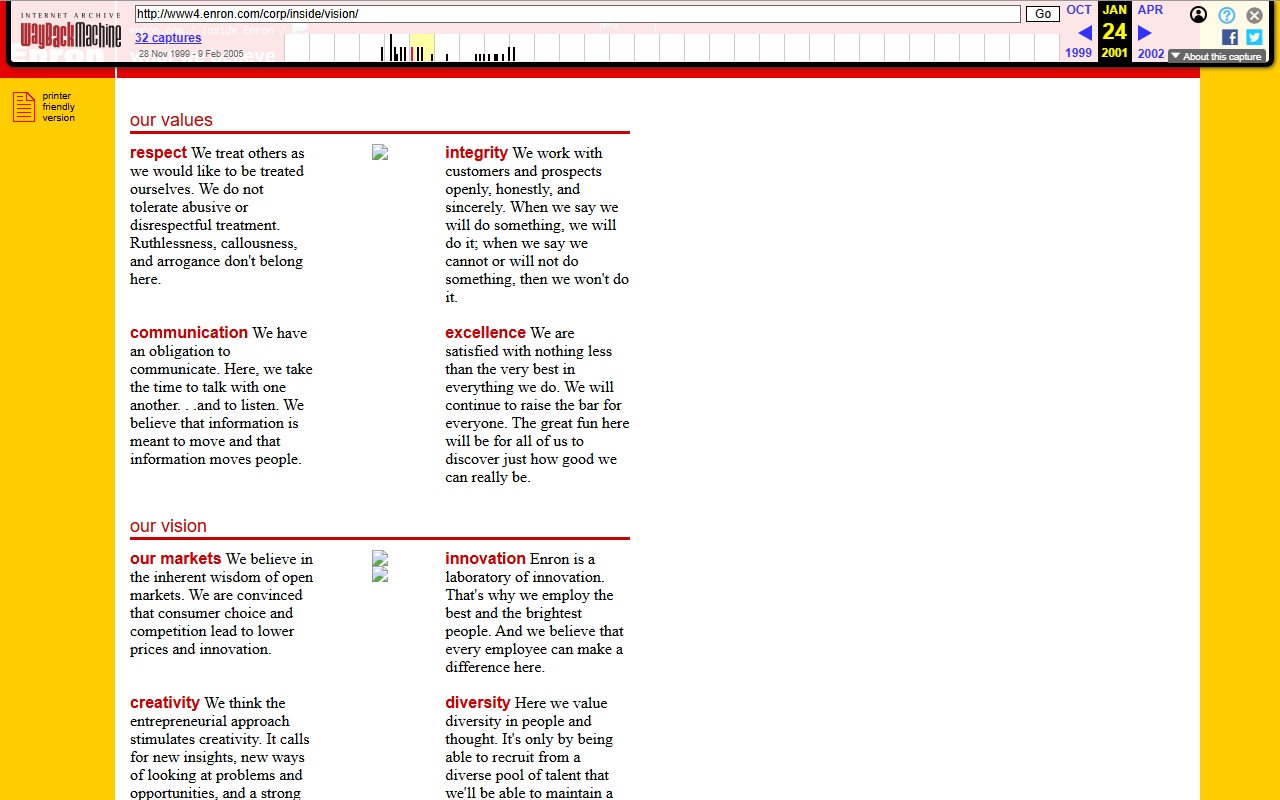 INTERNET ARCHIVE
WayBackMachine
http://www4.enron.com/corp/inside/vision/
Go
32 captures
28 Nov 1999 - 9 Feb 2005
OCT
JAN
APR
24
1999
2001
2002
About this capture
printer
friendly
version
our values
respect We treat others as
we would like to be treated
ourselves. We do not
tolerate abusive or
disrespectful treatment.
Ruthlessness, callousness,
and arrogance don't belong
here.
integrity We work with
customers and prospects
openly, honestly, and
sincerely. When we say we
will do something, we will
do it; when we say we
cannot or will not do
something, then we won't do
it.
communication We have
an obligation to
communicate. Here, we take
the time to talk with one
another. . .and to listen. We
believe that information is
meant to move and that
information moves people.
excellence We are
satisfied with nothing less
than the very best in
everything we do. We will
continue to raise the bar for
everyone. The great fun here
will be for all of us to
discover just how good we
can really be.
our vision
our markets We believe in
the inherent wisdom of open
markets. We are convinced
that consumer choice and
competition lead to lower
prices and innovation.
innovation Enron is a
laboratory of innovation.
That's why we employ the
best and the brightest
people. And we believe that
every employee can make a
difference here.
creativity We think the
entrepreneurial approach
stimulates creativity. It calls
for new insights, new ways
of looking at problems and
opportunities, and a strong
diversity Here we value
diversity in people and
thought. It's only by being
able to recruit from a
diverse pool of talent that
we'll be able to maintain a